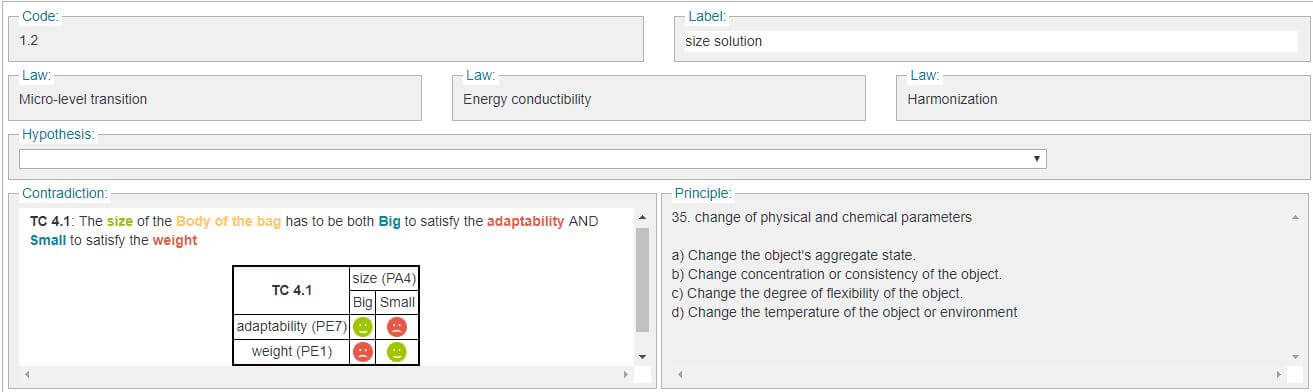 Code:
1.2
Label:
size solution
Law:
Micro-level transition
Law:
Energy conductibility
Law:
Harmonization
Hypothesis:
Contradiction:
TC 4.1: The size of the Body of the bag has to be both Big to satisfy the adaptability AND
Small to satisfy the weight
TC 4.1
size (PA4)
Big Small
adaptability (PE7)
weight (PE1)
Principle:
35. change of physical and chemical parameters
a) Change the object's aggregate state.
b) Change concentration or consistency of the object.
c) Change the degree of flexibility of the object.
d) Change the temperature of the object or environment